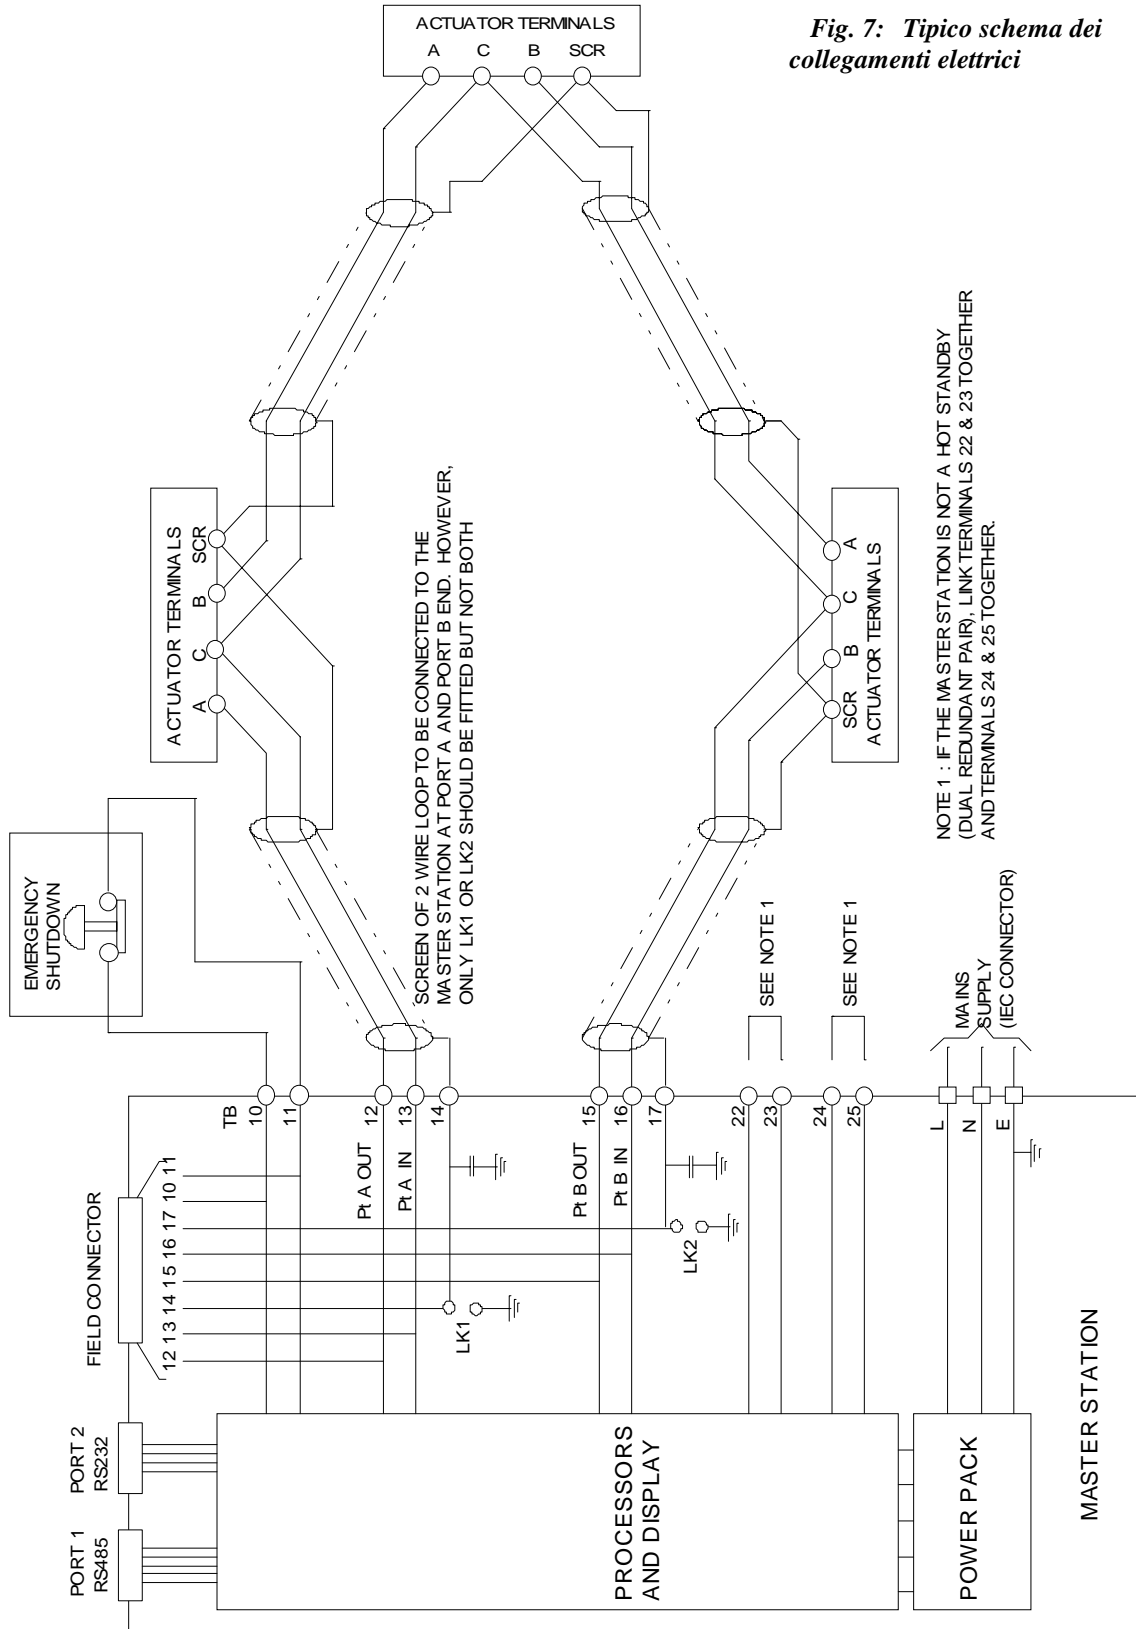 Fig. 7: Tipico schema dei
collegamenti elettrici
ACTUATOR TERMINALS
A C B SCR
ACTUATOR TERMINALS
A C B SCR
ACTUATOR TERMINALS
SCR B C A
EMERGENCY
SHUTDOWN
SCREEN OF 2 WIRE LOOP TO BE CONNECTED TO THE
MASTER STATION AT PORT A AND PORT B END. HOWEVER,
ONLY LK1 OR LK2 SHOULD BE FITTED BUT NOT BOTH
NOTE 1 : IF THE MASTER STATION IS NOT A HOT STANDBY
(DUAL REDUNDANT PAIR), LINK TERMINALS 22 & 23 TOGETHER
AND TERMINALS 24 & 25 TOGETHER.
SEE NOTE 1
SEE NOTE 1
MAINS
SUPPLY
(IEC CONNECTOR)
TB
10
11
12
13
14
15
16
17
22
23
24
25
L
N
E
Pt A OUT
Pt A IN
Pt B OUT
Pt B IN
FIELD CONNECTOR
12 13 14 15 16 17 10 11
LK1
LK2
PORT 2
RS232
PORT 1
RS485
PROCESSORS
AND DISPLAY
POWER PACK
MASTER STATION